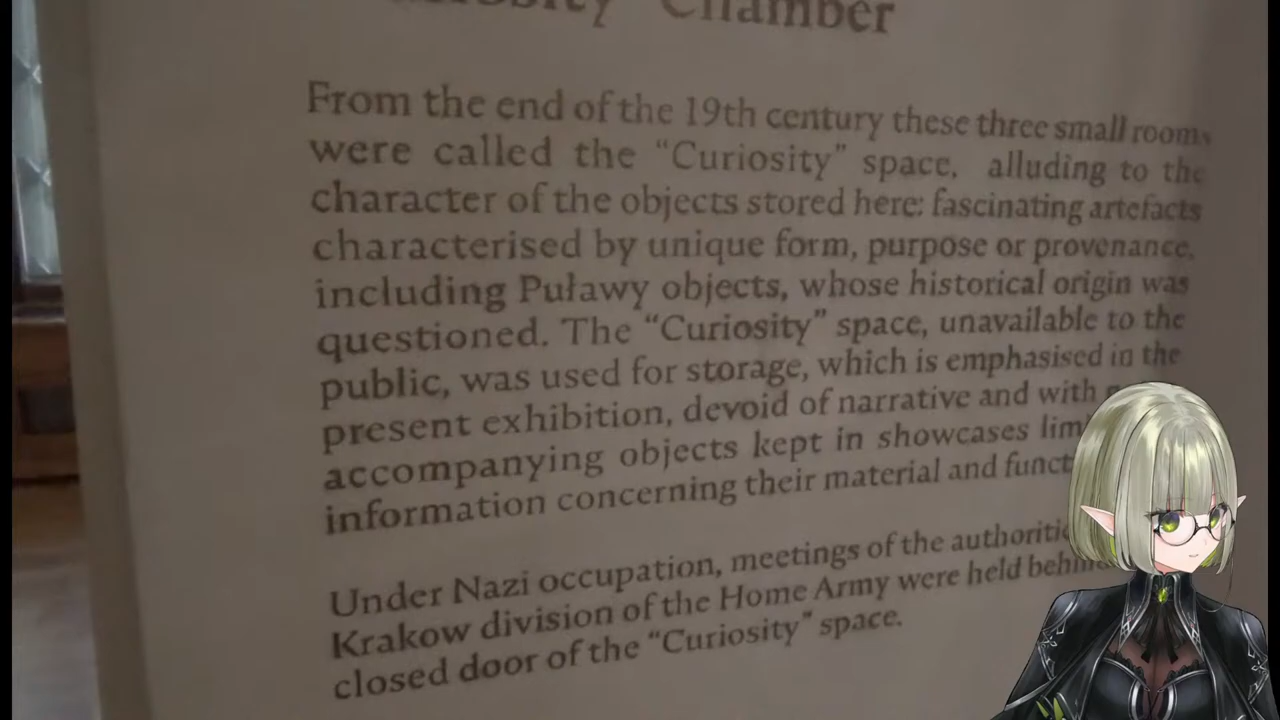 Chamber
From the end of the 19th century these three small rooms
were called the “Curiosity” space, alluding to the
character of the objects stored here: fascinating artefacts
characterised by unique form, purpose or provenance,
including Puławy objects, whose historical origin was
questioned. The “Curiosity” space, unavailable to the
public, was used for storage, which is emphasised in the
present exhibition, devoid of narrative and with
accompanying objects kept in showcases
information concerning their material and
Under Nazi occupation, meetings of the
Krakow division of the Home Army were held
closed door of the “Curiosity” space.